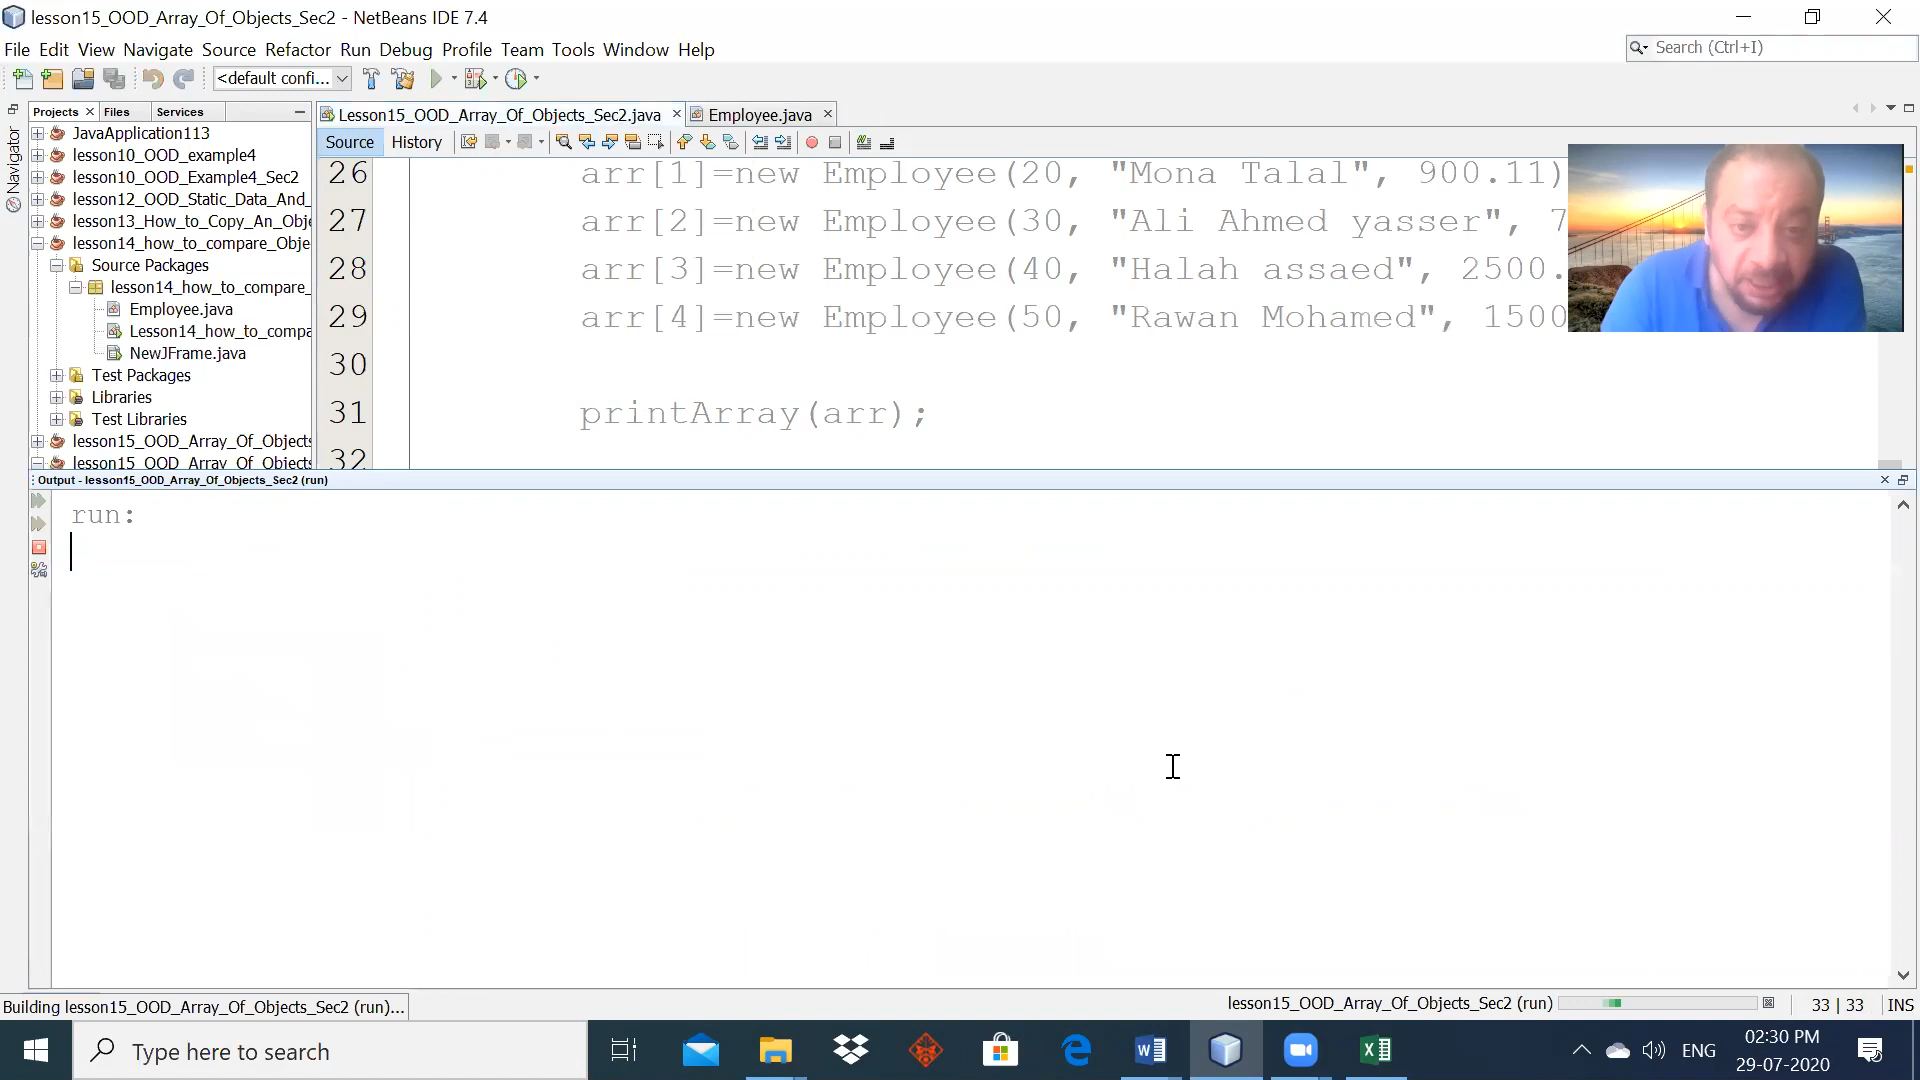 lesson15_OOD_Array_Of_Objects_Sec2 - NetBeans IDE 7.4
File Edit View Navigate Source Refactor Run Debug Profile Team Tools Window Help
Search (Ctrl+I)
<default confi...
Projects Files Services
Lesson15_OOD_Array_Of_Objects_Sec2.java Employee.java
Source History
Navigator
JavaApplication113
lesson10_OOD_example4
lesson10_OOD_Example4_Sec2
lesson12_OOD_Static_Data_And_
lesson13_How_to_Copy_An_Obje
lesson14_how_to_compare_Obje
Source Packages
lesson14_how_to_compare_
Employee.java
Lesson14_how_to_compa
NewJFrame.java
Test Packages
Libraries
Test Libraries
lesson15_OOD_Array_Of_Objects
lesson15_OOD_Array_Of_Objects
26 arr[1]=new Employee(20, "Mona Talal", 900.11)
27 arr[2]=new Employee(30, "Ali Ahmed yasser", 7
28 arr[3]=new Employee(40, "Halah assaed", 2500.
29 arr[4]=new Employee(50, "Rawan Mohamed", 1500
30
31 printArray(arr);
32
Output - lesson15_OOD_Array_Of_Objects_Sec2 (run)
run:
Building lesson15_OOD_Array_Of_Objects_Sec2 (run)...
lesson15_OOD_Array_Of_Objects_Sec2 (run)
33 | 33 INS
Type here to search
ENG
02:30 PM
29-07-2020